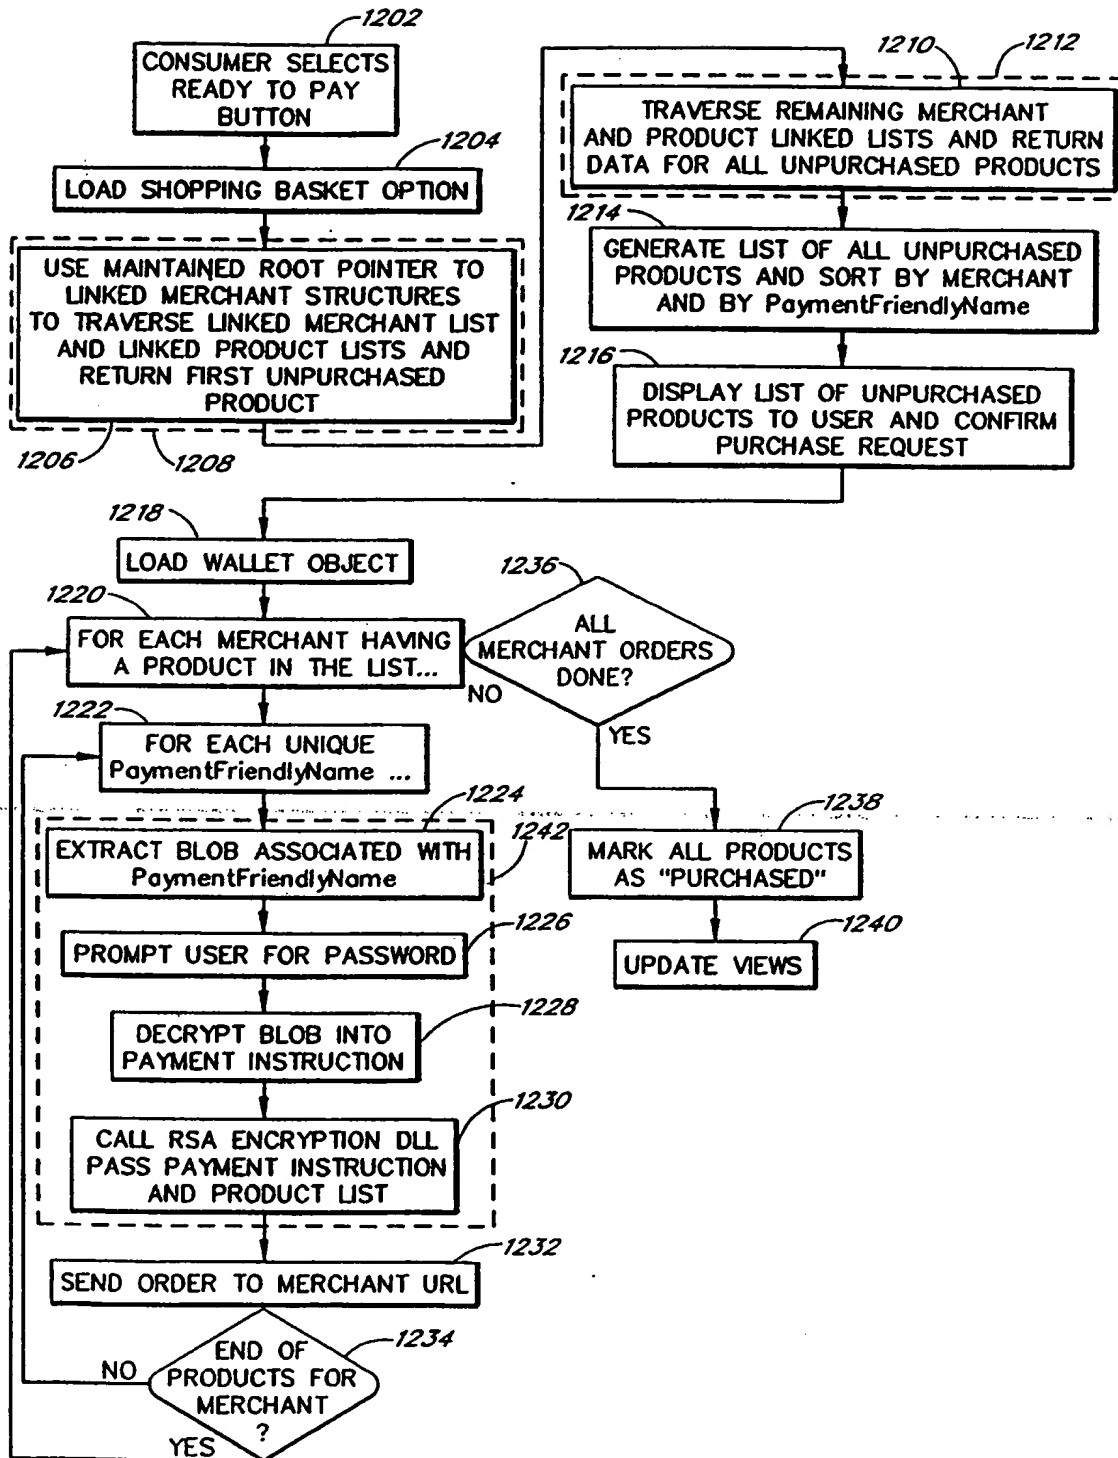 1202
CONSUMER SELECTS
READY TO PAY
BUTTON
1204
LOAD SHOPPING BASKET OPTION
USE MAINTAINED ROOT POINTER TO
LINKED MERCHANT STRUCTURES
TO TRAVERSE LINKED MERCHANT LIST
AND LINKED PRODUCT LISTS AND
RETURN FIRST UNPURCHASED
PRODUCT
1206
1208
1210
1212
TRAVERSE REMAINING MERCHANT
AND PRODUCT LINKED LISTS AND RETURN
DATA FOR ALL UNPURCHASED PRODUCTS
1214
GENERATE LIST OF ALL UNPURCHASED
PRODUCTS AND SORT BY MERCHANT
AND BY PaymentFriendlyName
1216
DISPLAY LIST OF UNPURCHASED
PRODUCTS TO USER AND CONFIRM
PURCHASE REQUEST
1218
LOAD WALLET OBJECT
1220
FOR EACH MERCHANT HAVING
A PRODUCT IN THE LIST...
1236
ALL
MERCHANT ORDERS
DONE?
NO
YES
1222
FOR EACH UNIQUE
PaymentFriendlyName ...
1224
1242
EXTRACT BLOB ASSOCIATED WITH
PaymentFriendlyName
1226
PROMPT USER FOR PASSWORD
1228
DECRYPT BLOB INTO
PAYMENT INSTRUCTION
1230
CALL RSA ENCRYPTION DLL
PASS PAYMENT INSTRUCTION
AND PRODUCT LIST
1232
SEND ORDER TO MERCHANT URL
1234
END OF
PRODUCTS FOR
MERCHANT
?
NO
YES
1238
MARK ALL PRODUCTS
AS "PURCHASED"
1240
UPDATE VIEWS